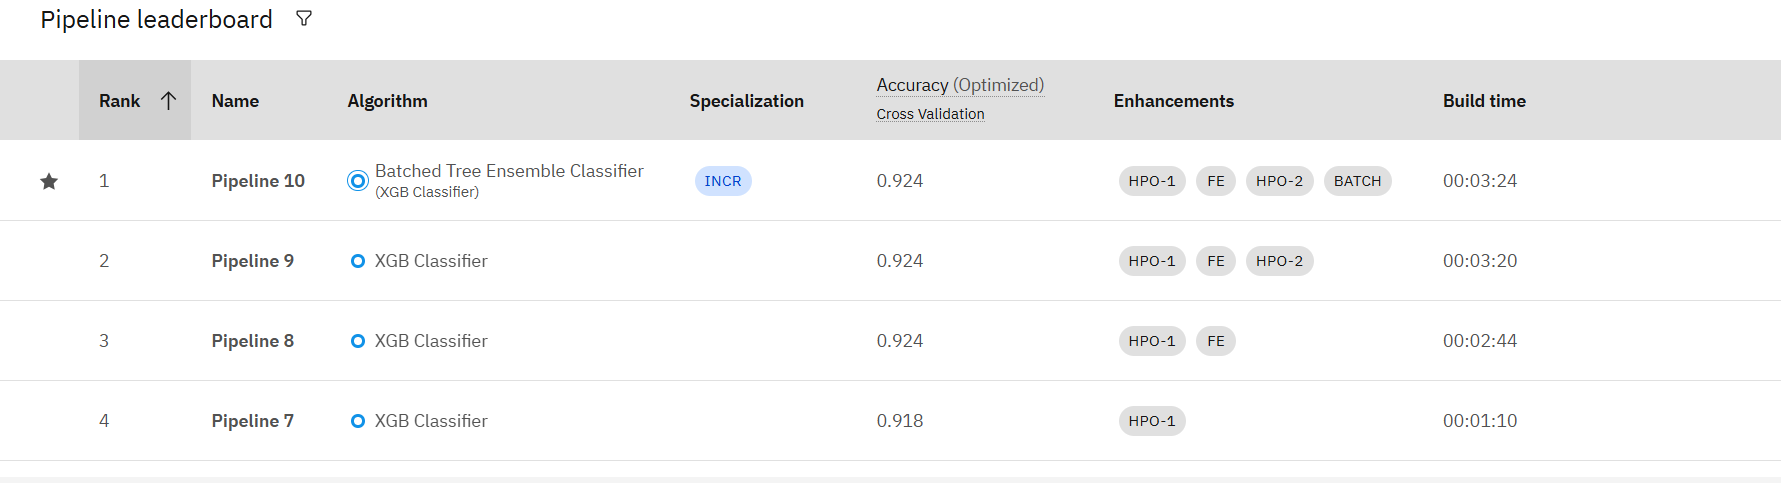 Pipeline leaderboard
Rank Name Algorithm Specialization Accuracy (Optimized) Enhancements Build time
Cross Validation
1 Pipeline 10 Batched Tree Ensemble Classifier INCR 0.924 HPO-1 FE HPO-2 BATCH 00:03:24
(XGB Classifier)
2 Pipeline 9 XGB Classifier 0.924 HPO-1 FE HPO-2 00:03:20
3 Pipeline 8 XGB Classifier 0.924 HPO-1 FE 00:02:44
4 Pipeline 7 XGB Classifier 0.918 HPO-1 00:01:10